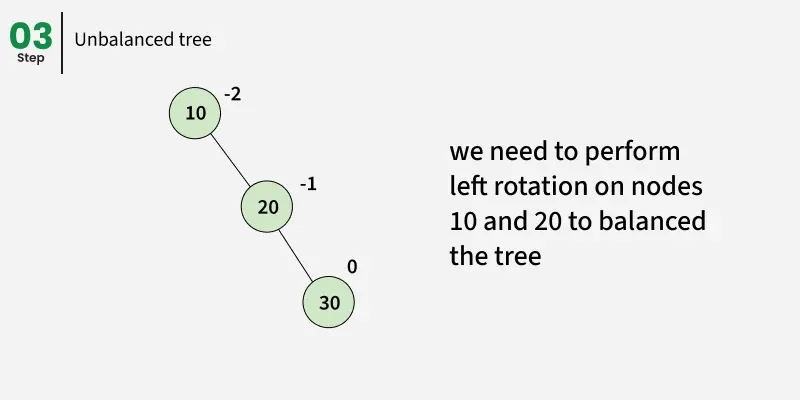 03
Step
Unbalanced tree
10
-2
20
-1
30
0
we need to perform
left rotation on nodes
10 and 20 to balanced
the tree